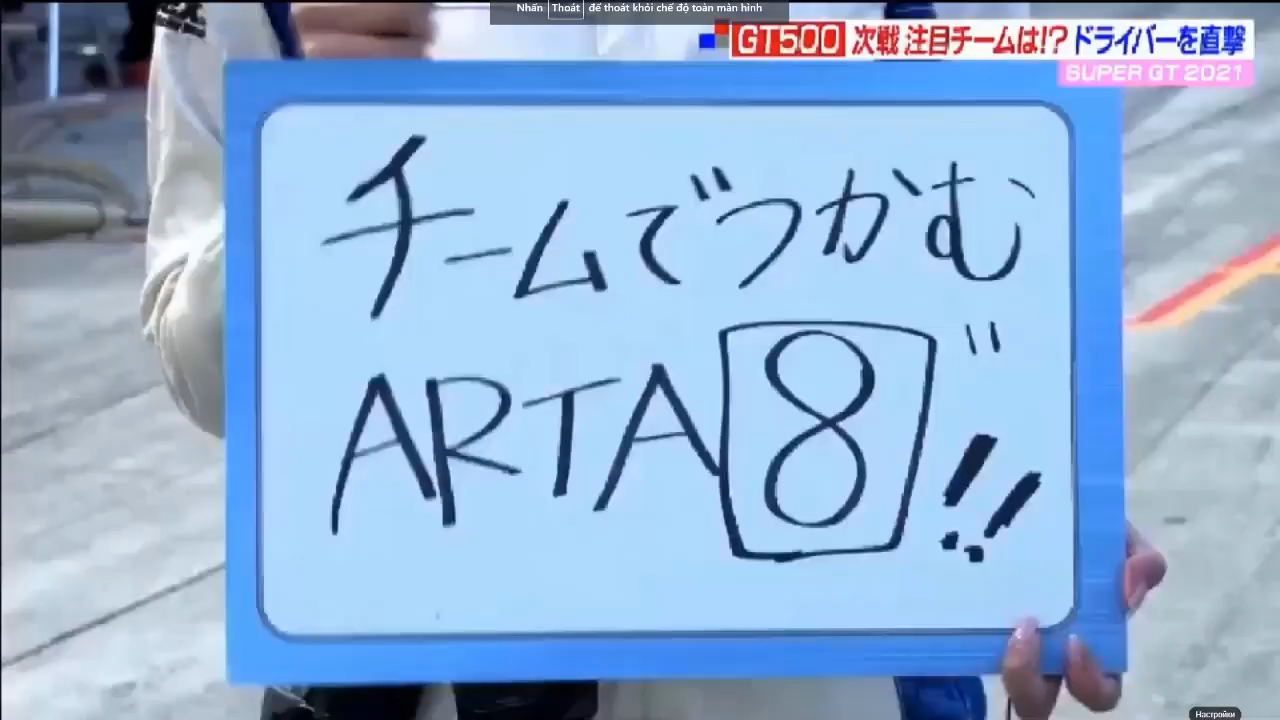 Nhấn Thoát để thoát khỏi chế độ toàn màn hình
GT500 次戦 注目チームは!? ドライバーを直撃
SUPER GT 2021
チームでつかむ
ARTA 8 "!!
Настройки